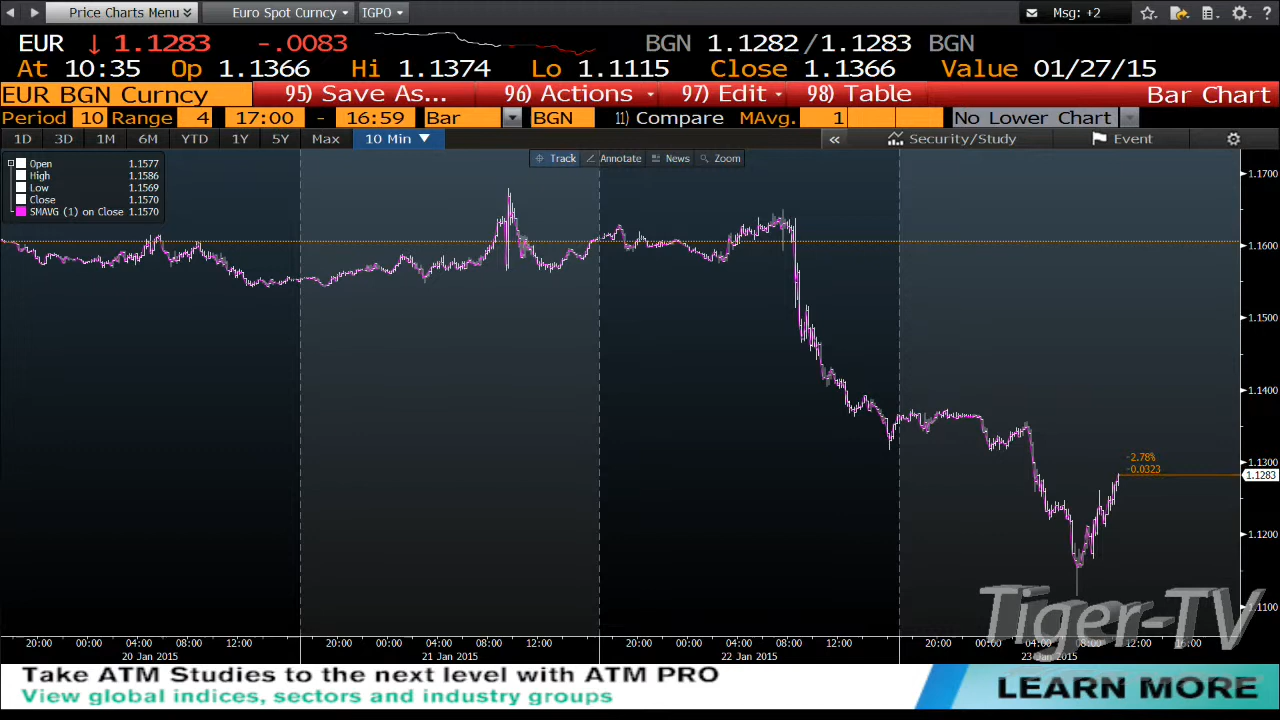 Price Charts Menu Euro Spot Curncy IGPO Msg: +2 ?
EUR ↓ 1.1283 -.0083 BGN 1.1282/1.1283 BGN
At 10:35 Op 1.1366 Hi 1.1374 Lo 1.1115 Close 1.1366 Value 01/27/15
EUR BGN Curncy 95) Save As... 96) Actions 97) Edit 98) Table Bar Chart
Period 10 Range 4 17:00 - 16:59 Bar BGN 11) Compare MAvg. 1 No Lower Chart
1D 3D 1M 6M YTD 1Y 5Y Max 10 Min ▼ « Security/Study Event
Track Annotate News Zoom
Open 1.1577
High 1.1586
Low 1.1569
Close 1.1570
SMAVG (1) on Close 1.1570
1.1700
1.1600
1.1500
1.1400
1.1300
-2.78%
-0.0323
1.1283
1.1200
1.1100
Tiger-TV
20:00 00:00 04:00 08:00 12:00 20:00 00:00 04:00 08:00 12:00 20:00 00:00 04:00 08:00 12:00 20:00 00:00 04:00 08:00 12:00 16:00
20 Jan 2015 21 Jan 2015 22 Jan 2015 23 Jan 2015
Take ATM Studies to the next level with ATM PRO
View global indices, sectors and industry groups
LEARN MORE